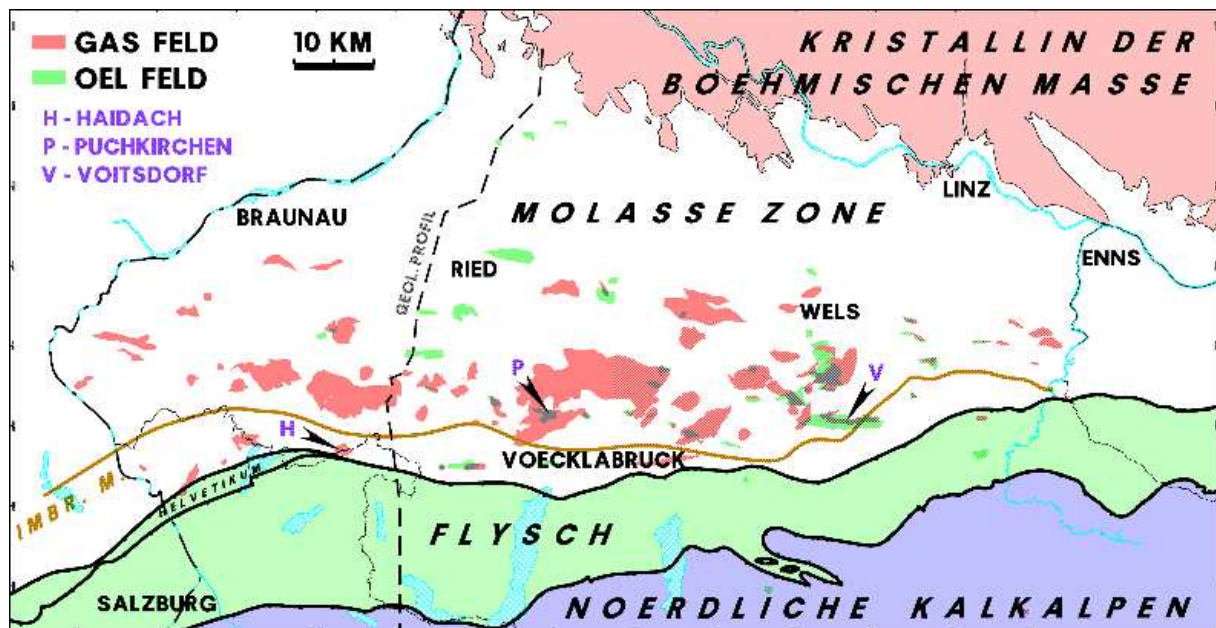 GAS FELD
OEL FELD
10 KM
H - HAIDACH
P - PUCHKIRCHEN
V - VOITSDORF
KRISTALLIN DER
BOEHMISCHEN MASSE
LINZ
BRAUNAU
MOLASSE ZONE
ENNS
GEOL. PROFIL
RIED
WELS
P
V
H
VOECKLABRUCK
IMBR. - M.
HELVETIKUM
FLYSCH
SALZBURG
NOERDLICHE KALKALPEN